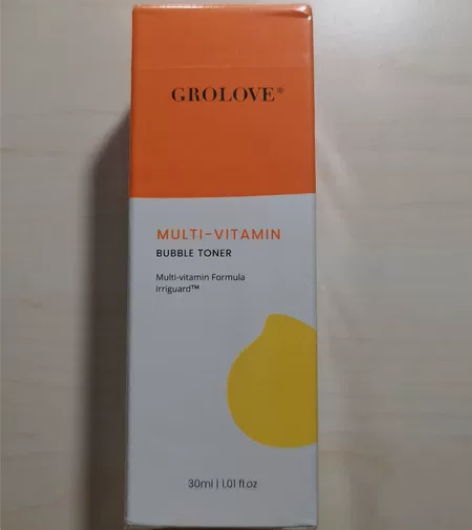 GROLOVE®
MULTI-VITAMIN
BUBBLE TONER
Multi-vitamin Formula
Irriguard™
30ml | 1.01 fl.oz